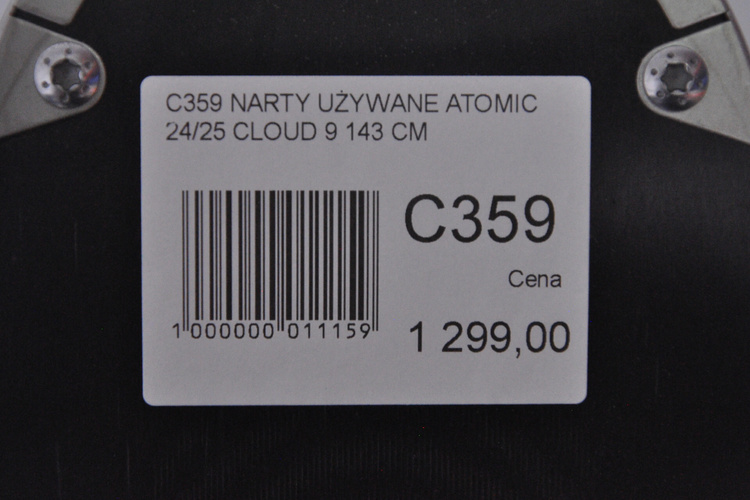 C359 NARTY UŻYWANE ATOMIC
24/25 CLOUD 9 143 CM
C359
Cena
1 000000 011159
1 299,00